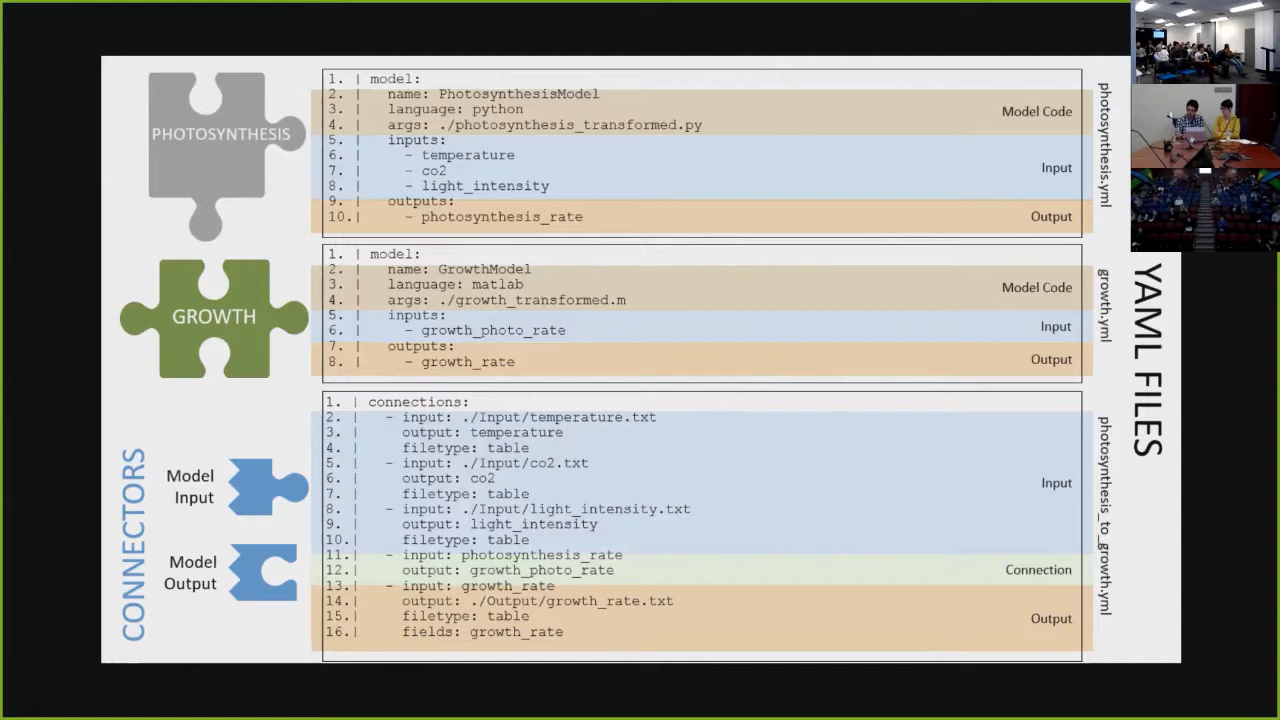 PHOTOSYNTHESIS
1. | model:
2. | name: PhotosynthesisModel
3. | language: python
4. | args: ./photosynthesis_transformed.py
Model Code
5. | inputs:
6. | - temperature
7. | - co2
8. | - light_intensity
Input
9. | outputs:
10.| - photosynthesis_rate
Output
photosynthesis.yml
GROWTH
1. | model:
2. | name: GrowthModel
3. | language: matlab
4. | args: ./growth_transformed.m
Model Code
5. | inputs:
6. | - growth_photo_rate
Input
7. | outputs:
8. | - growth_rate
Output
growth.yml
YAML FILES
CONNECTORS
Model
Input
Model
Output
1. | connections:
2. | - input: ./Input/temperature.txt
3. | output: temperature
4. | filetype: table
5. | - input: ./Input/co2.txt
6. | output: co2
7. | filetype: table
8. | - input: ./Input/light_intensity.txt
9. | output: light_intensity
10.| filetype: table
Input
11.| - input: photosynthesis_rate
12.| output: growth_photo_rate
Connection
13.| - input: growth_rate
14.| output: ./Output/growth_rate.txt
15.| filetype: table
16.| fields: growth_rate
Output
photosynthesis_to_growth.yml